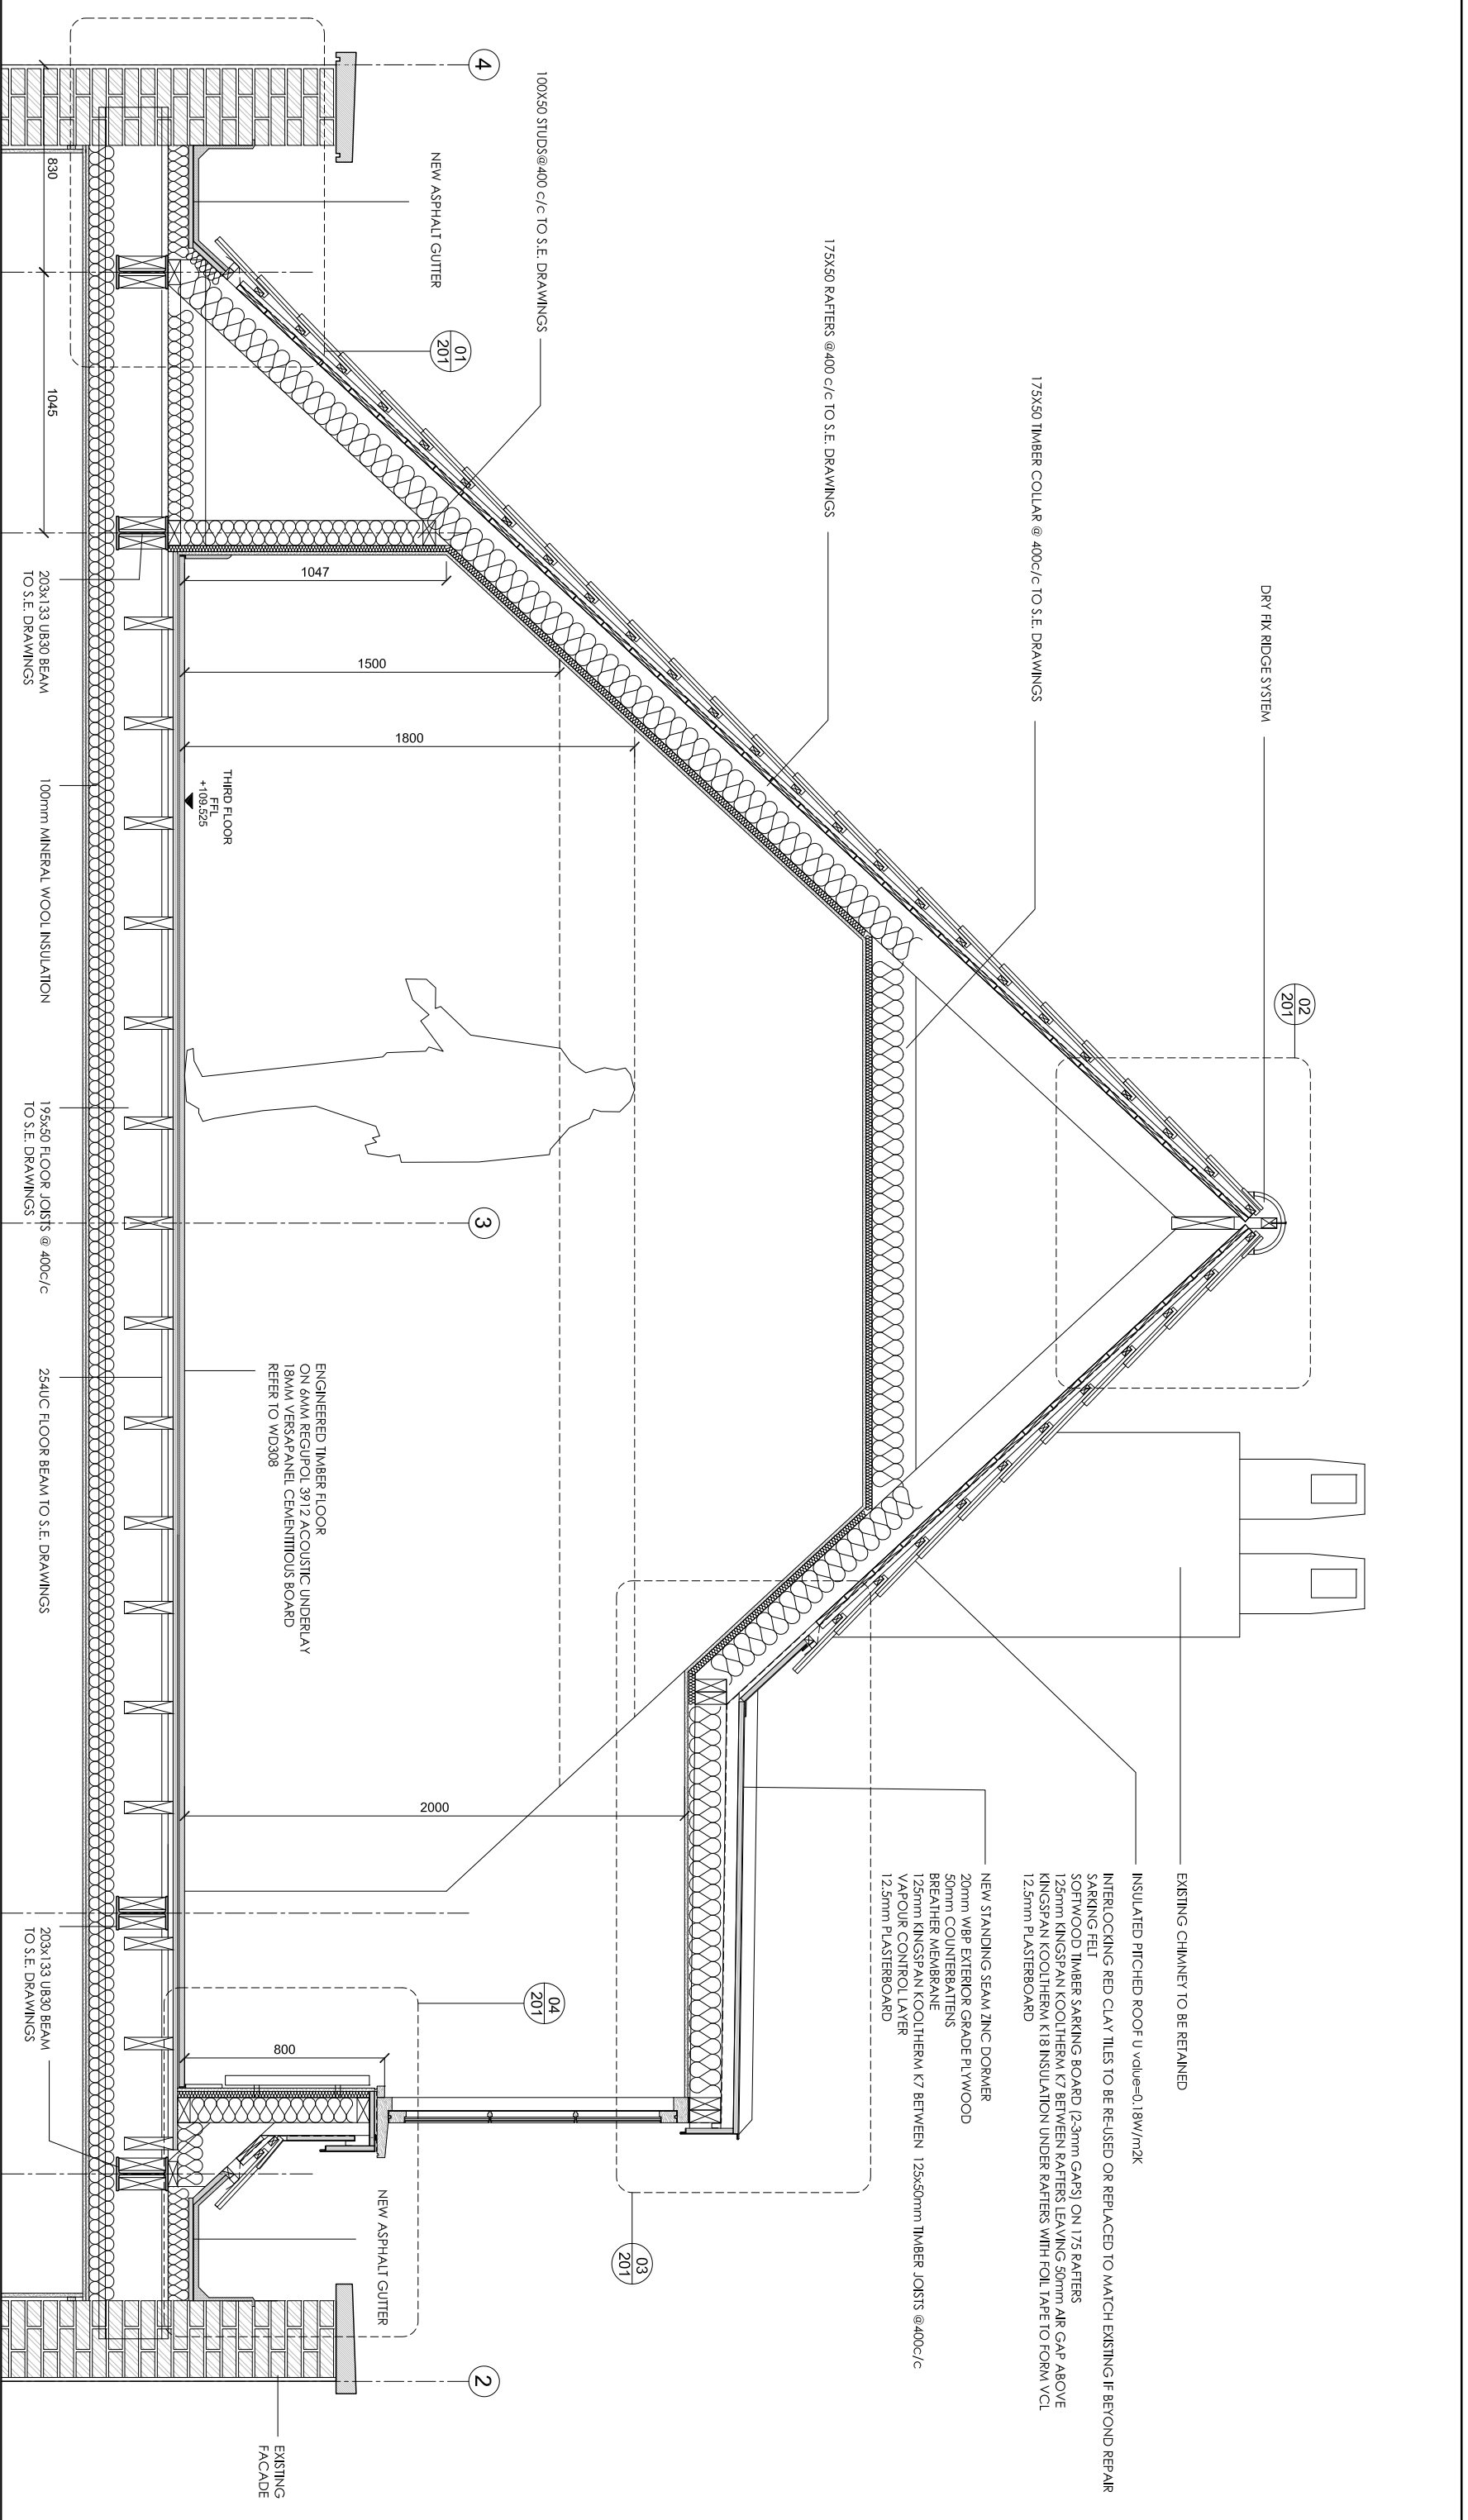 DRY FIX RIDGE SYSTEM
02
201
175X50 TIMBER COLLAR @ 400c/c TO S.E. DRAWINGS
175X50 RAFTERS @400 c/c TO S.E. DRAWINGS
100X50 STUDS@400 c/c TO S.E. DRAWINGS
4
NEW ASPHALT GUTTER
01
201
EXISTING CHIMNEY TO BE RETAINED
INSULATED PITCHED ROOF U value=0.18W/m2K
INTERLOCKING RED CLAY TILES TO BE RE-USED OR REPLACED TO MATCH EXISTING IF BEYOND REPAIR
SARKING FELT
SOFTWOOD TIMBER SARKING BOARD (2-3mm GAPS) ON 175 RAFTERS
125mm KINGSPAN KOOLTHERM K7 BETWEEN RAFTERS LEAVING 50mm AIR GAP ABOVE
KINGSPAN KOOLTHERM K18 INSULATION UNDER RAFTERS WITH FOIL TAPE TO FORM VCL
12.5mm PLASTERBOARD
NEW STANDING SEAM ZINC DORMER
20mm WBP EXTERIOR GRADE PLYWOOD
50mm COUNTERBATTENS
BREATHER MEMBRANE
125mm KINGSPAN KOOLTHERM K7 BETWEEN 125x50mm TIMBER JOISTS @400c/c
VAPOUR CONTROL LAYER
12.5mm PLASTERBOARD
03
201
04
201
3
2
NEW ASPHALT GUTTER
EXISTING
FACADE
1047
1500
1800
2000
800
THIRD FLOOR
FFL
+109.525
ENGINEERED TIMBER FLOOR
ON 6MM REGUPOL 3912 ACOUSTIC UNDERLAY
18MM VERSAPANEL CEMENTITIOUS BOARD
REFER TO WD308
830
1045
203x133 UB30 BEAM
TO S.E. DRAWINGS
100mm MINERAL WOOL INSULATION
195x50 FLOOR JOISTS @ 400c/c
TO S.E. DRAWINGS
254UC FLOOR BEAM TO S.E. DRAWINGS
203x133 UB30 BEAM
TO S.E. DRAWINGS